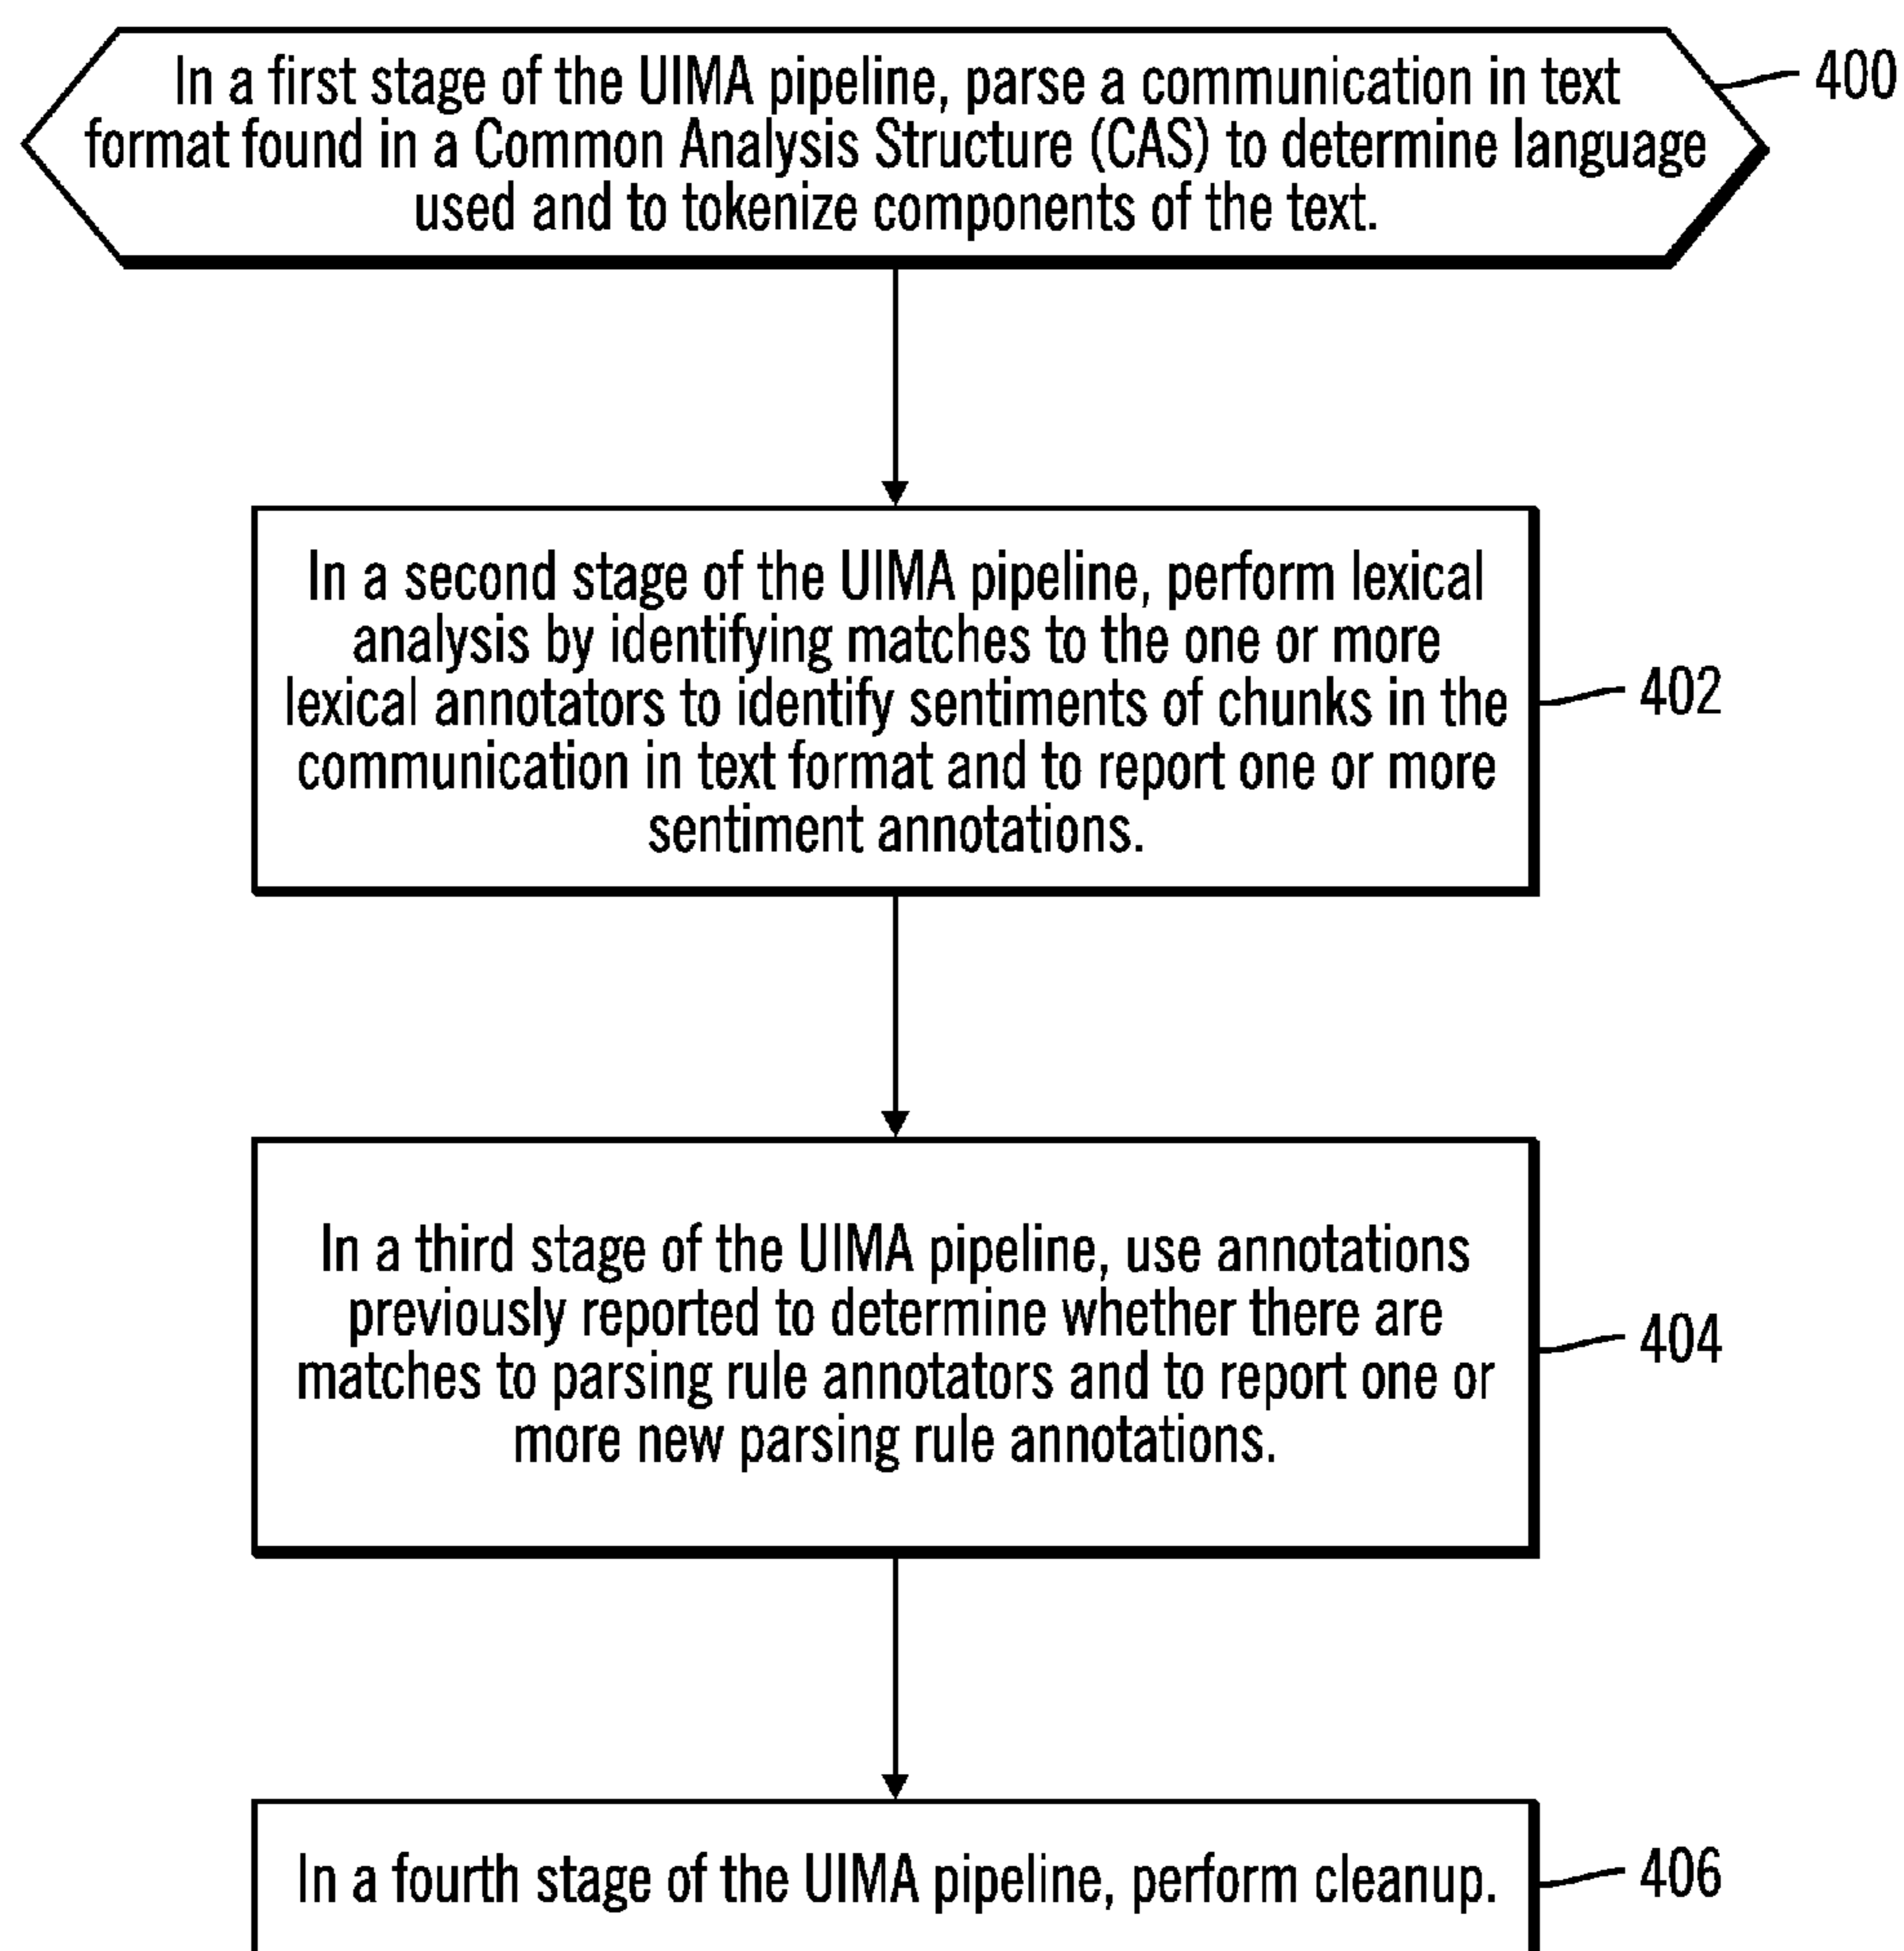 In a first stage of the UIMA pipeline, parse a communication in text
format found in a Common Analysis Structure (CAS) to determine language
used and to tokenize components of the text.
400
In a second stage of the UIMA pipeline, perform lexical
analysis by identifying matches to the one or more
lexical annotators to identify sentiments of chunks in the
communication in text format and to report one or more
sentiment annotations.
402
In a third stage of the UIMA pipeline, use annotations
previously reported to determine whether there are
matches to parsing rule annotators and to report one or
more new parsing rule annotations.
404
In a fourth stage of the UIMA pipeline, perform cleanup.
406